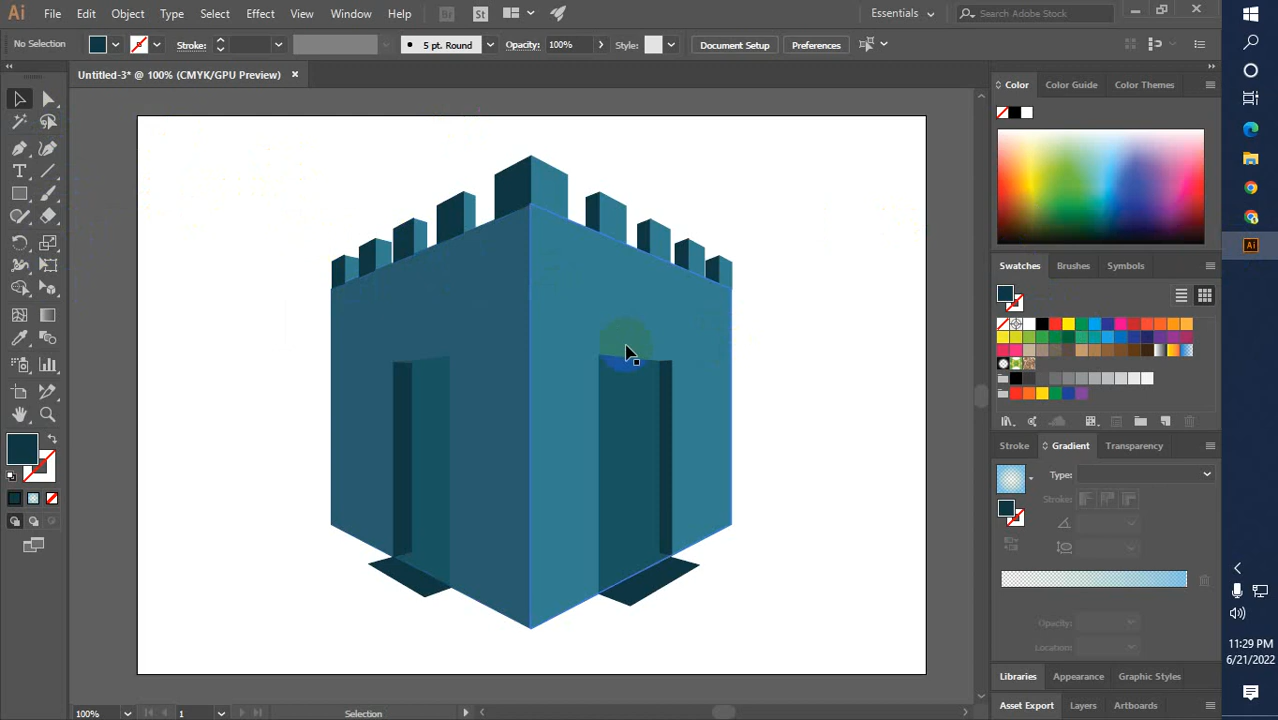 Ai File Edit Object Type Select Effect View Window Help Br St Essentials Search Adobe Stock
No Selection Stroke: 5 pt. Round Opacity: 100% Style: Document Setup Preferences
Untitled-3* @ 100% (CMYK/GPU Preview)
Color Color Guide Color Themes
Swatches Brushes Symbols
Stroke Gradient Transparency
Type:
Stroke:
Opacity:
Location:
Libraries Appearance Graphic Styles
Asset Export Layers Artboards
100% 1 Selection
Ai
11:29 PM
6/21/2022